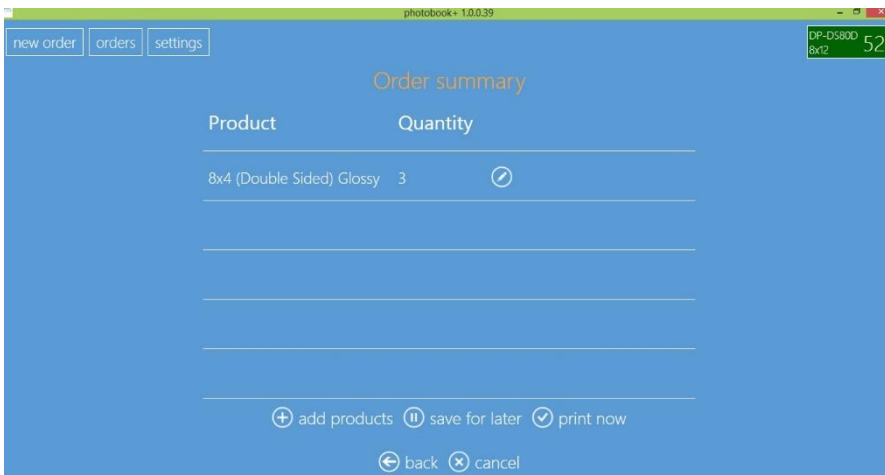 photobook+ 1.0.0.39
new order orders settings
DP-DS80D 52
8x12
Order summary
Product Quantity
8x4 (Double Sided) Glossy 3
add products save for later print now
back cancel